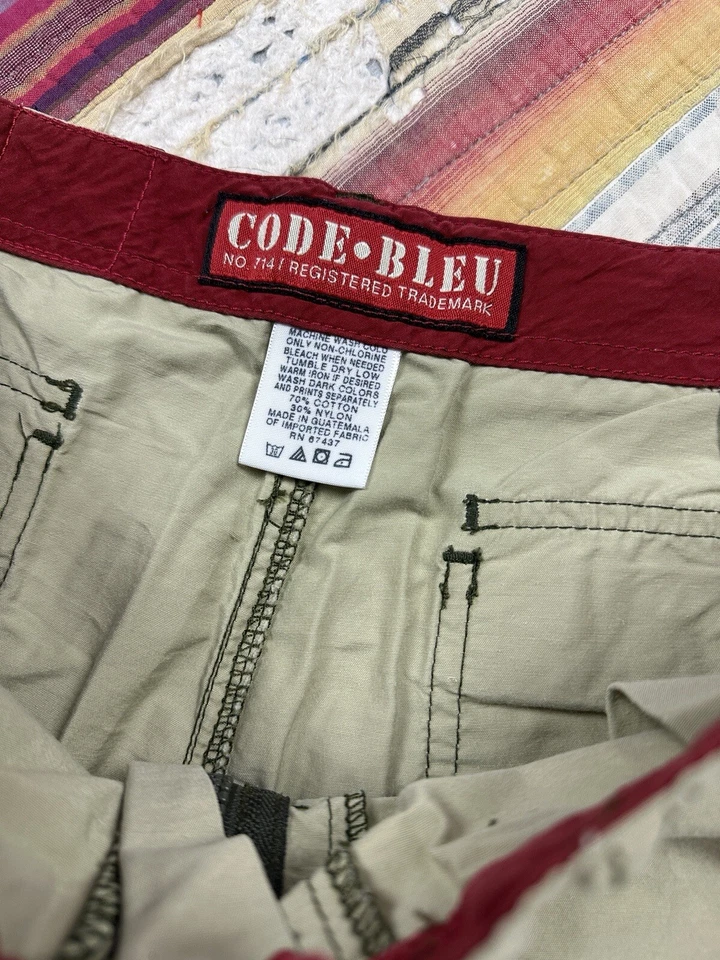 CODE•BLEU
NO. 7141 REGISTERED TRADEMARK
MACHINE WASH COLD
ONLY NON-CHLORINE
BLEACH WHEN NEEDED
TUMBLE DRY LOW
WARM IRON IF DESIRED
WASH DARK COLORS
AND PRINTS SEPARATELY
70% COTTON
30% NYLON
MADE IN GUATEMALA
OF IMPORTED FABRIC
RN 67437